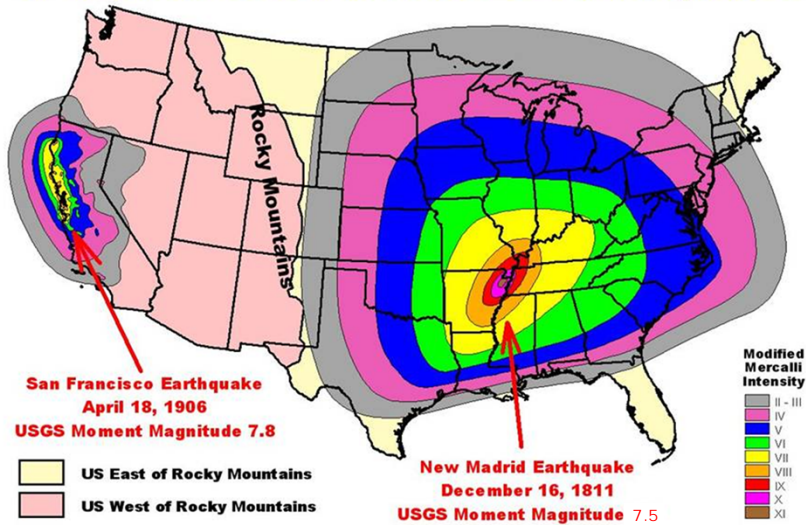 Rocky Mountains
San Francisco Earthquake
April 18, 1906
USGS Moment Magnitude 7.8
US East of Rocky Mountains
US West of Rocky Mountains
New Madrid Earthquake
December 16, 1811
USGS Moment Magnitude 7.5
Modified
Mercalli
Intensity
II - III
IV
V
VI
VII
VIII
IX
X
XI